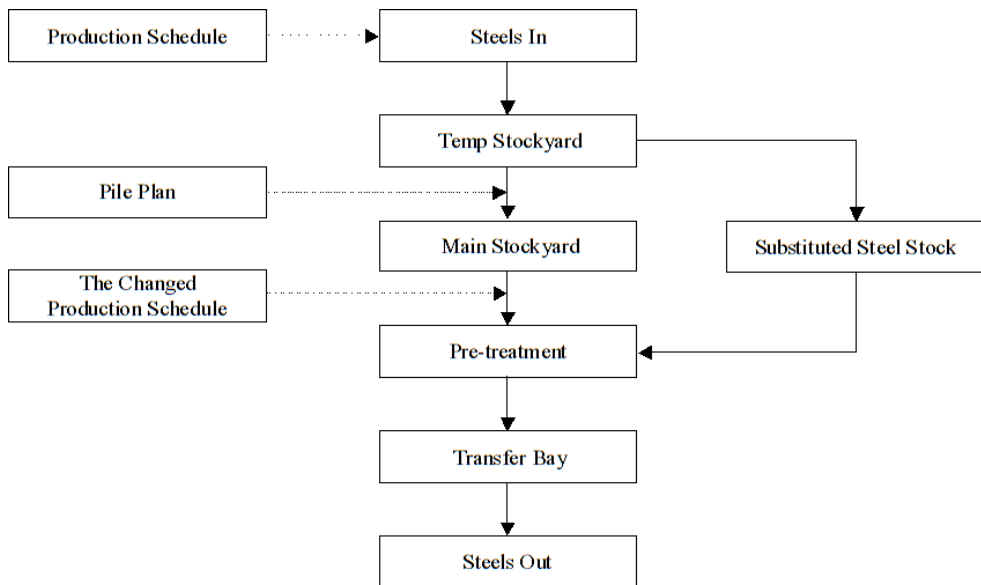 Production Schedule
Steels In
Temp Stockyard
Pile Plan
Main Stockyard
Substituted Steel Stock
The Changed
Production Schedule
Pre-treatment
Transfer Bay
Steels Out